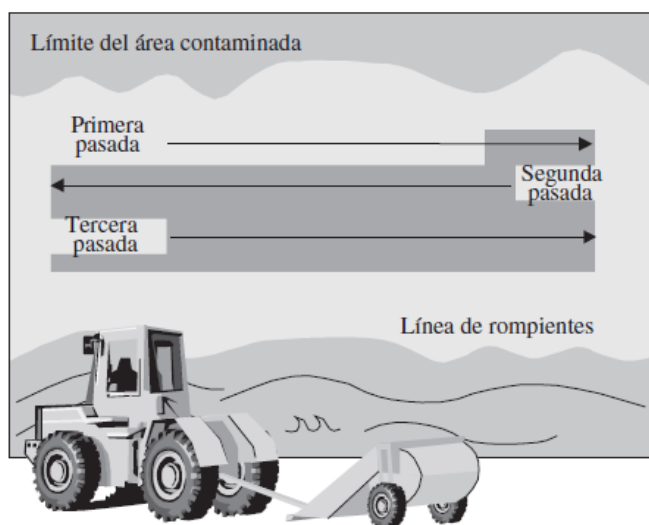 Límite del área contaminada
Primera
pasada
Segunda
pasada
Tercera
pasada
Línea de rompientes